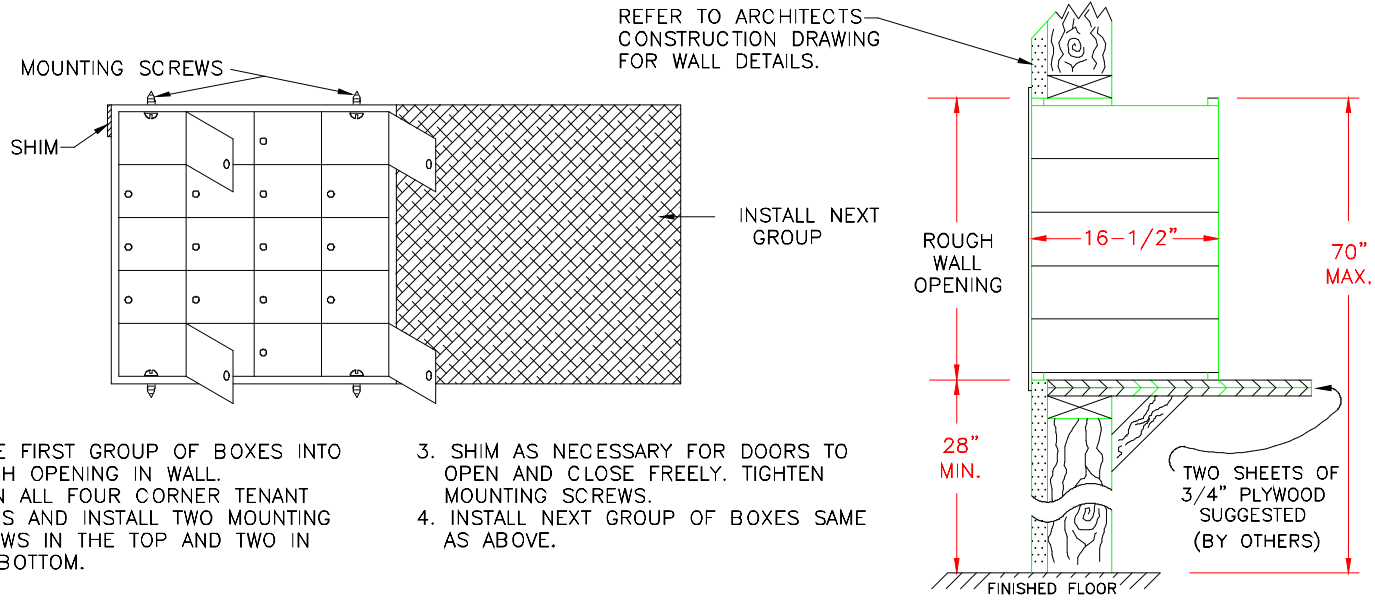 REFER TO ARCHITECTS
CONSTRUCTION DRAWING
FOR WALL DETAILS.
MOUNTING SCREWS
SHIM
INSTALL NEXT
GROUP
ROUGH
WALL
OPENING
16-1/2"
70"
MAX.
28"
MIN.
TWO SHEETS OF
3/4" PLYWOOD
SUGGESTED
(BY OTHERS)
FINISHED FLOOR
FIRST GROUP OF BOXES INTO
OPENING IN WALL.
ALL FOUR CORNER TENANT
AND INSTALL TWO MOUNTING
IN THE TOP AND TWO IN
BOTTOM.
3. SHIM AS NECESSARY FOR DOORS TO
OPEN AND CLOSE FREELY. TIGHTEN
MOUNTING SCREWS.
4. INSTALL NEXT GROUP OF BOXES SAME
AS ABOVE.